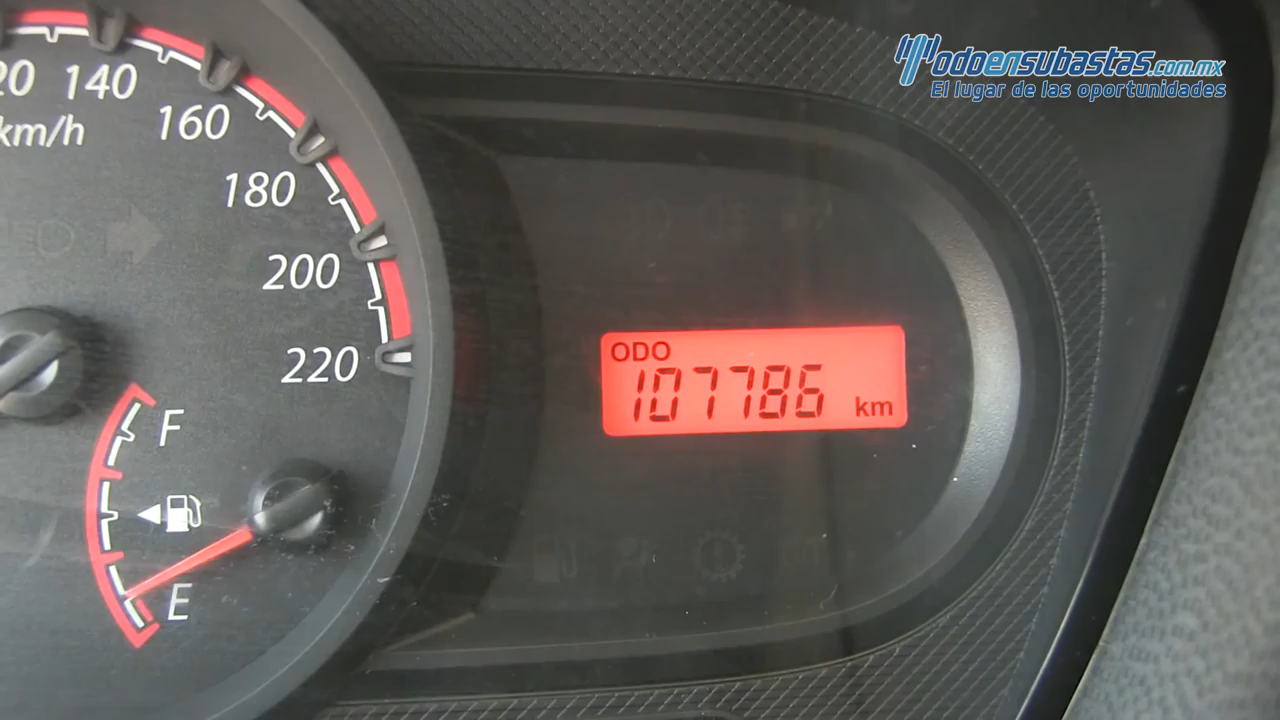 Todoensubastas.com.mx
El lugar de las oportunidades
20 140
km/h
160
180
200
220
ODO
107786 km
F
E